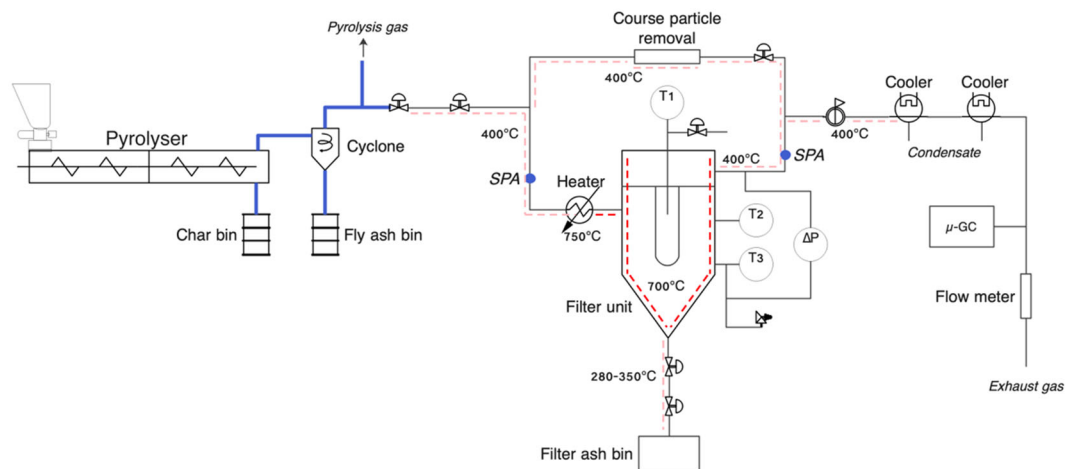 Course particle
removal
Pyrolysis gas
400°C
Cooler
Cooler
T1
Pyrolyser
Cyclone
400°C
400°C
400°C
Condensate
SPA
Heater
SPA
Char bin
Fly ash bin
750°C
T2
ΔP
μ-GC
T3
700°C
Filter unit
Flow meter
280-350°C
Exhaust gas
Filter ash bin